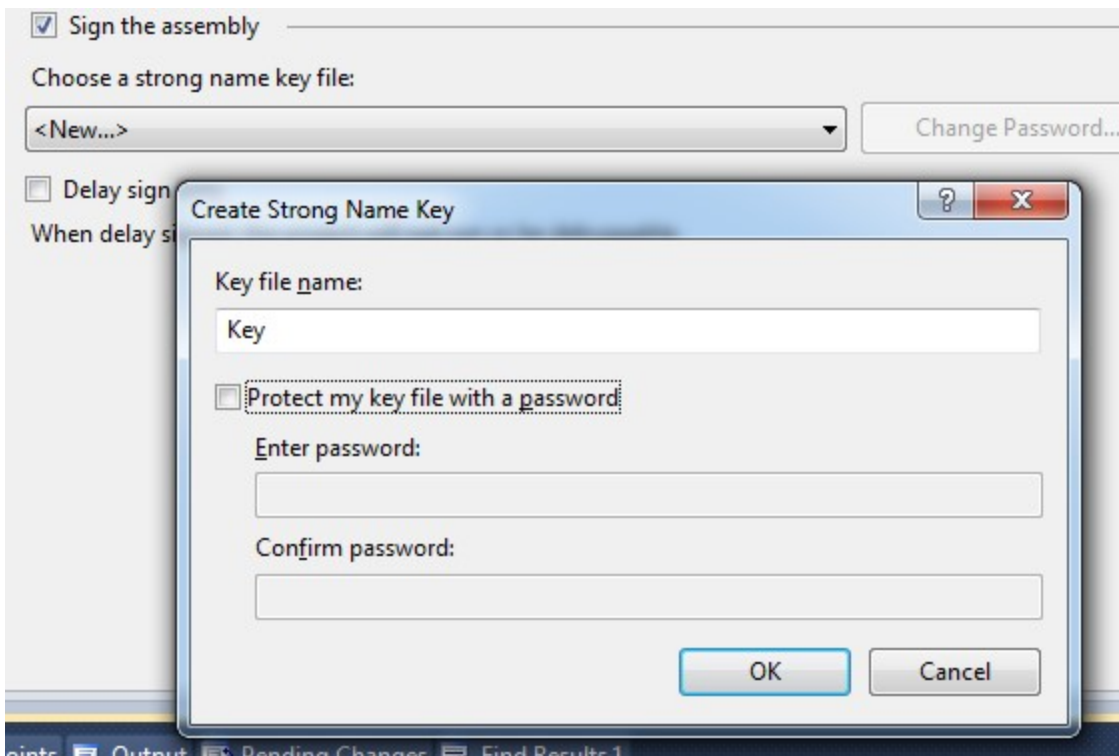 Sign the assembly
Choose a strong name key file:
<New...>
Change Password...
Delay sign
When delay si
Create Strong Name Key
Key file name:
Key
Protect my key file with a password
Enter password:
Confirm password:
OK
Cancel
oints Output Pending Changes Find Results 1